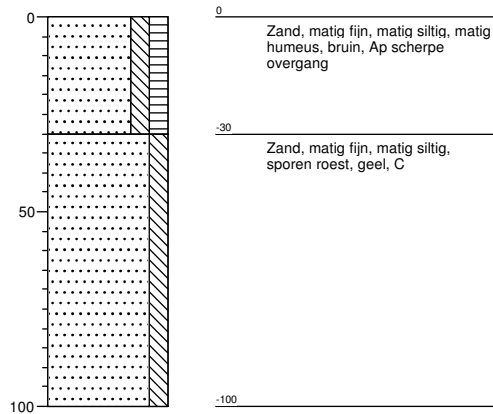 0
50
100
0
Zand, matig fijn, matig siltig, matig
humeus, bruin, Ap scherpe
overgang
-30
Zand, matig fijn, matig siltig,
sporen roest, geel, C
-100